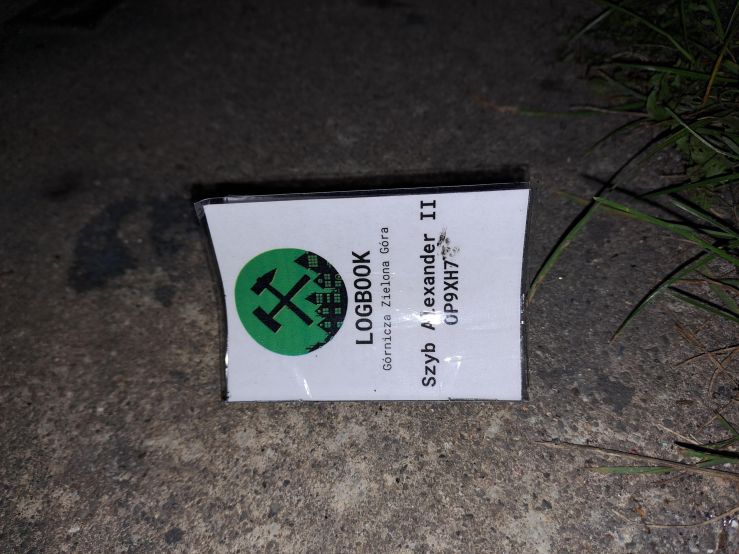 LOGBOOK
Górnicza Zielona Góra
Szyb Alexander II
OP9XH7